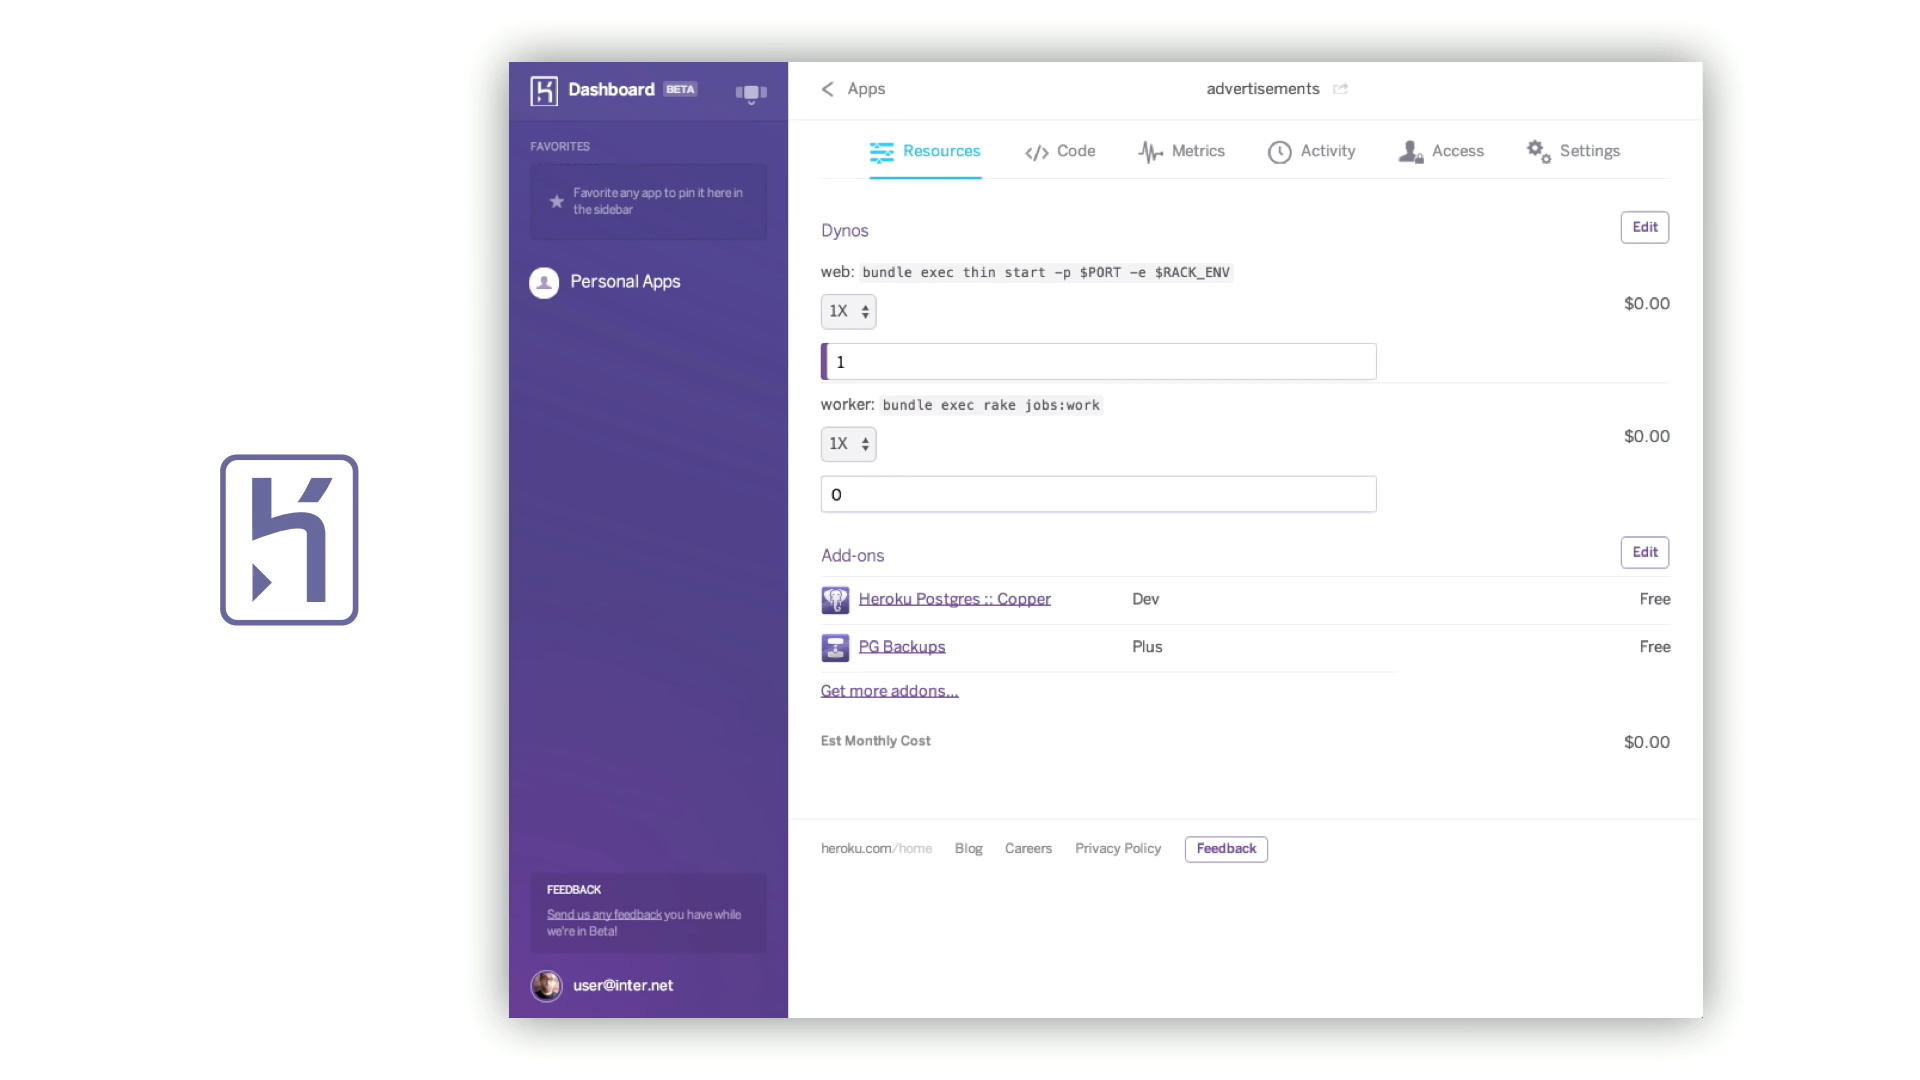 Dashboard BETA
FAVORITES
Favorite any app to pin it here in
the sidebar
Personal Apps
FEEDBACK
Send us any feedback you have while
we're in Beta!
user@inter.net
Apps
advertisements
Resources
Code
Metrics
Activity
Access
Settings
Dynos
Edit
web: bundle exec thin start -p $PORT -e $RACK_ENV
1X
$0.00
1
worker: bundle exec rake jobs:work
1X
$0.00
0
Add-ons
Edit
Heroku Postgres :: Copper Dev Free
PG Backups Plus Free
Get more addons...
Est Monthly Cost $0.00
heroku.com/home Blog Careers Privacy Policy Feedback